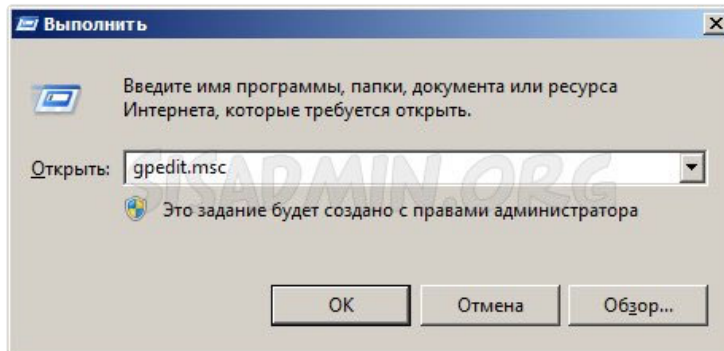 Выполнить
Введите имя программы, папки, документа или ресурса
Интернета, которые требуется открыть.
Открыть: gpedit.msc
SISADMIN.ORG
Это задание будет создано с правами администратора
OK Отмена Обзор...